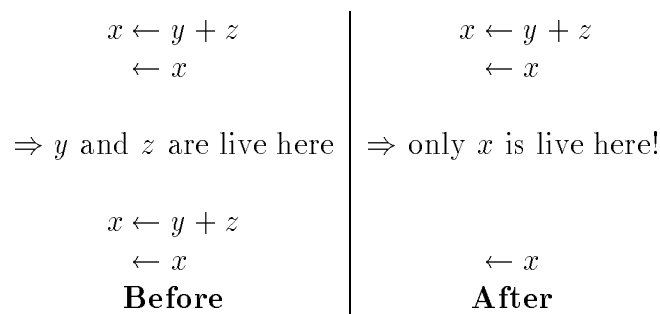 x ← y + z
← x
⇒ y and z are live here
x ← y + z
← x
Before
x ← y + z
← x
⇒ only x is live here!
← x
After